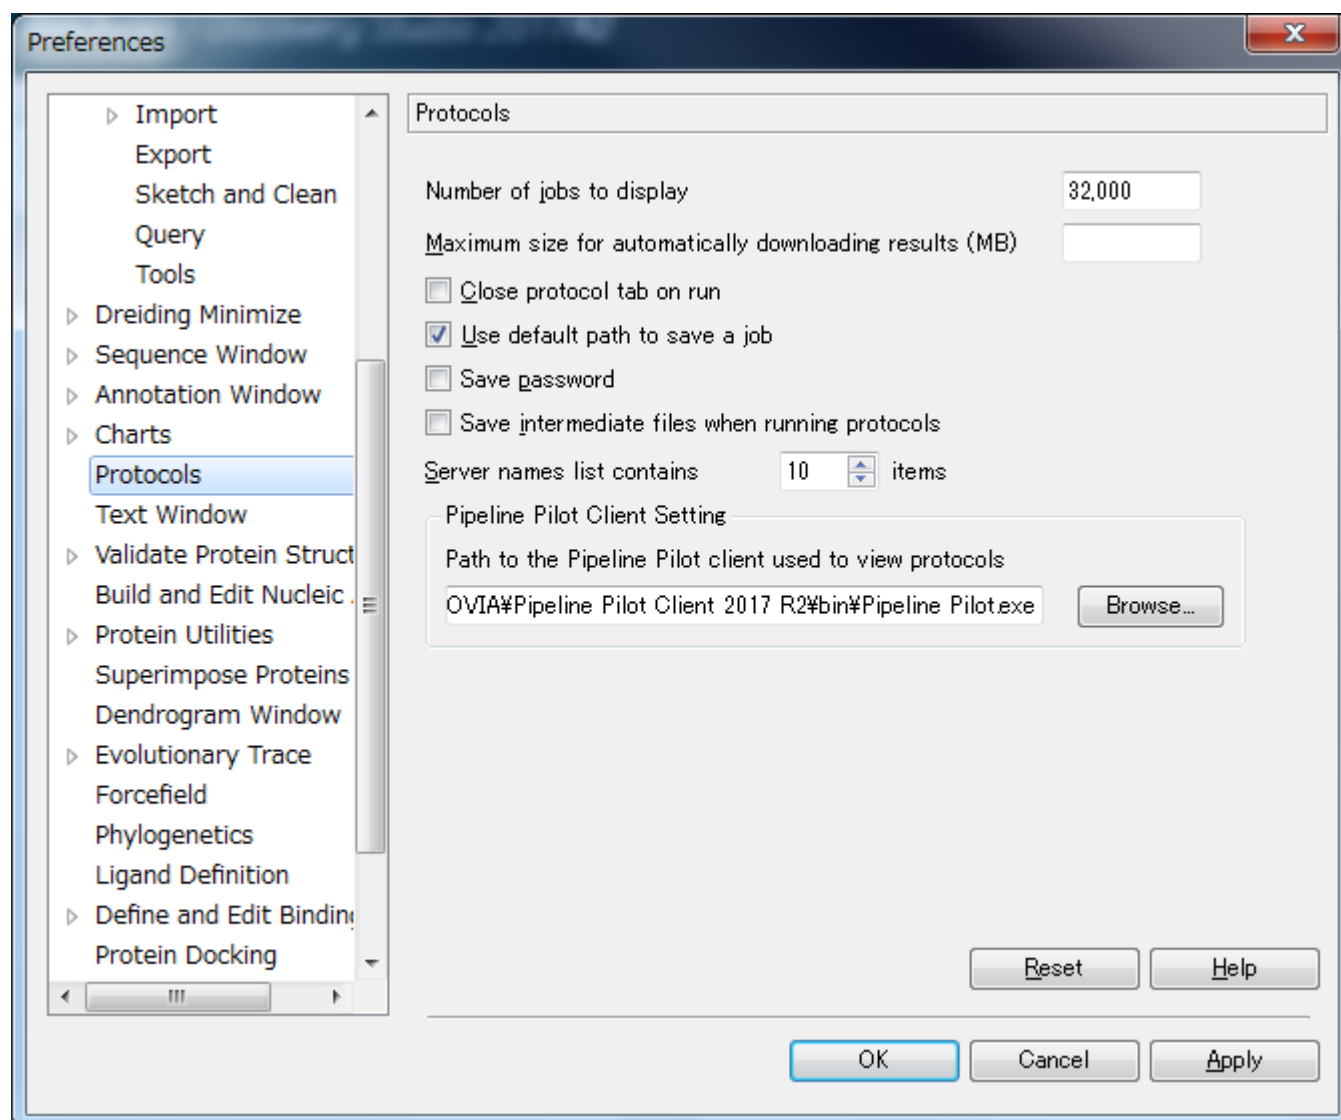 Preferences
Import
Export
Sketch and Clean
Query
Tools
Dreiding Minimize
Sequence Window
Annotation Window
Charts
Protocols
Text Window
Validate Protein Struct
Build and Edit Nucleic
Protein Utilities
Superimpose Proteins
Dendrogram Window
Evolutionary Trace
Forcefield
Phylogenetics
Ligand Definition
Define and Edit Binding
Protein Docking
Protocols
Number of jobs to display 32,000
Maximum size for automatically downloading results (MB)
Close protocol tab on run
Use default path to save a job
Save password
Save intermediate files when running protocols
Server names list contains 10 items
Pipeline Pilot Client Setting
Path to the Pipeline Pilot client used to view protocols
OVIA¥Pipeline Pilot Client 2017 R2¥bin¥Pipeline Pilot.exe Browse...
Reset Help
OK Cancel Apply